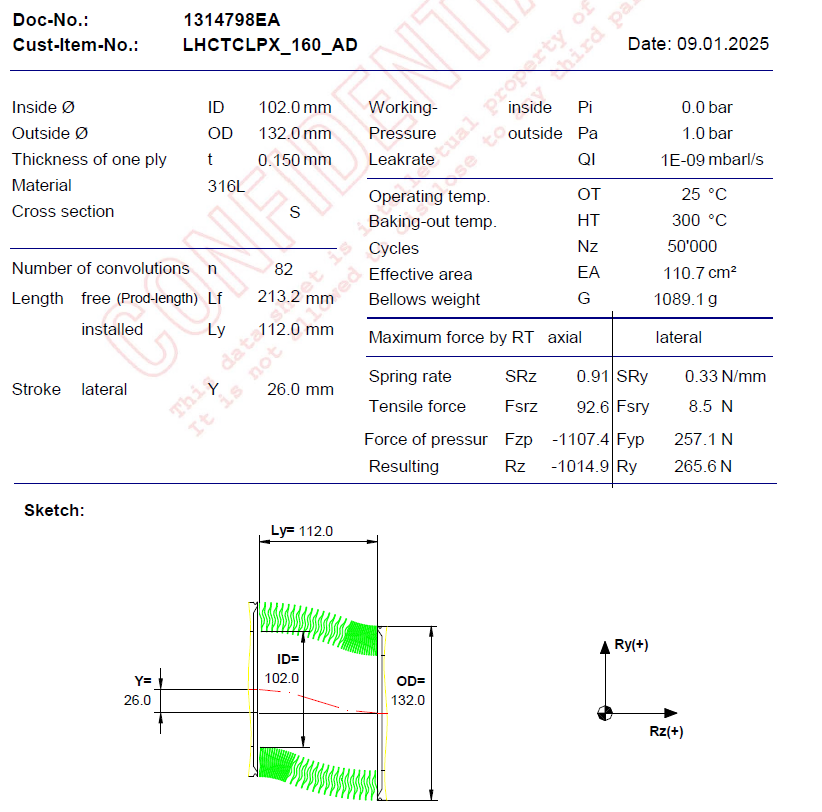 Doc-No.: 1314798EA
Cust-Item-No.: LHCTCLPX_160_AD Date: 09.01.2025
CONFIDENTIA
This data sheet is intellectual property of
It is not allowed to disclose to any third par
Inside Ø ID 102.0 mm
Outside Ø OD 132.0 mm
Thickness of one ply t 0.150 mm
Material 316L
Cross section S
Number of convolutions n 82
Length free (Prod-length) Lf 213.2 mm
installed Ly 112.0 mm
Stroke lateral Y 26.0 mm
Working- inside Pi 0.0 bar
Pressure outside Pa 1.0 bar
Leakrate Ql 1E-09 mbarl/s
Operating temp. OT 25 °C
Baking-out temp. HT 300 °C
Cycles Nz 50'000
Effective area EA 110.7 cm²
Bellows weight G 1089.1 g
Maximum force by RT axial lateral
Spring rate SRz 0.91 SRy 0.33 N/mm
Tensile force Fsrz 92.6 Fsry 8.5 N
Force of pressur Fzp -1107.4 Fyp 257.1 N
Resulting Rz -1014.9 Ry 265.6 N
Sketch:
Ly= 112.0
ID=
102.0
Y=
26.0
OD=
132.0
Ry(+)
Rz(+)